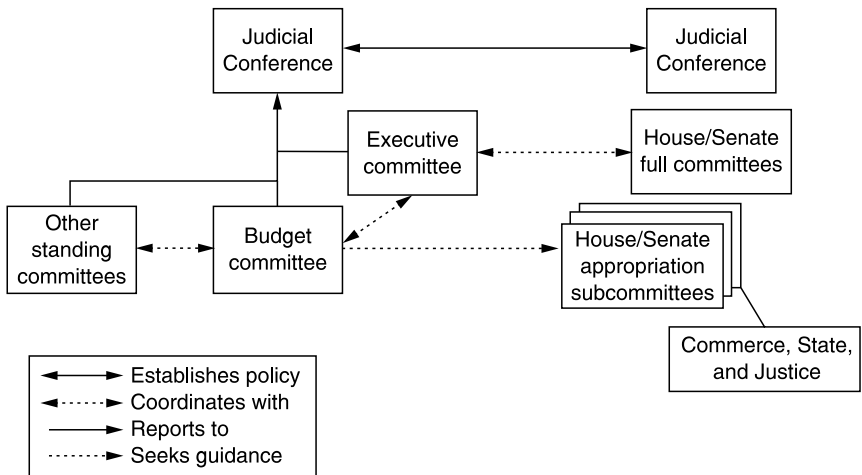 Judicial
Conference
Judicial
Conference
Executive
committee
House/Senate
full committees
Other
standing
committees
Budget
committee
House/Senate
appropriation
subcommittees
Commerce, State,
and Justice
Establishes policy
Coordinates with
Reports to
Seeks guidance